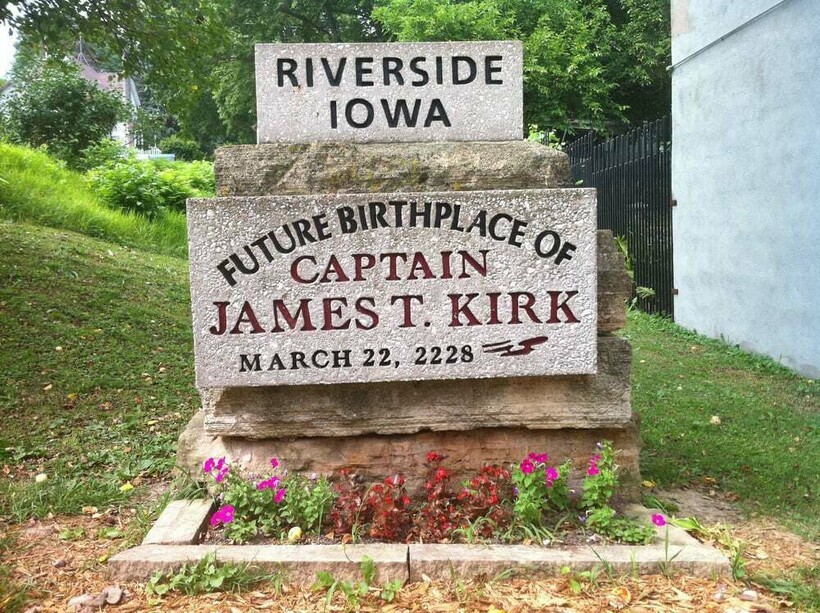 RIVERSIDE
IOWA
FUTURE BIRTHPLACE OF
CAPTAIN
JAMES T. KIRK
MARCH 22, 2228